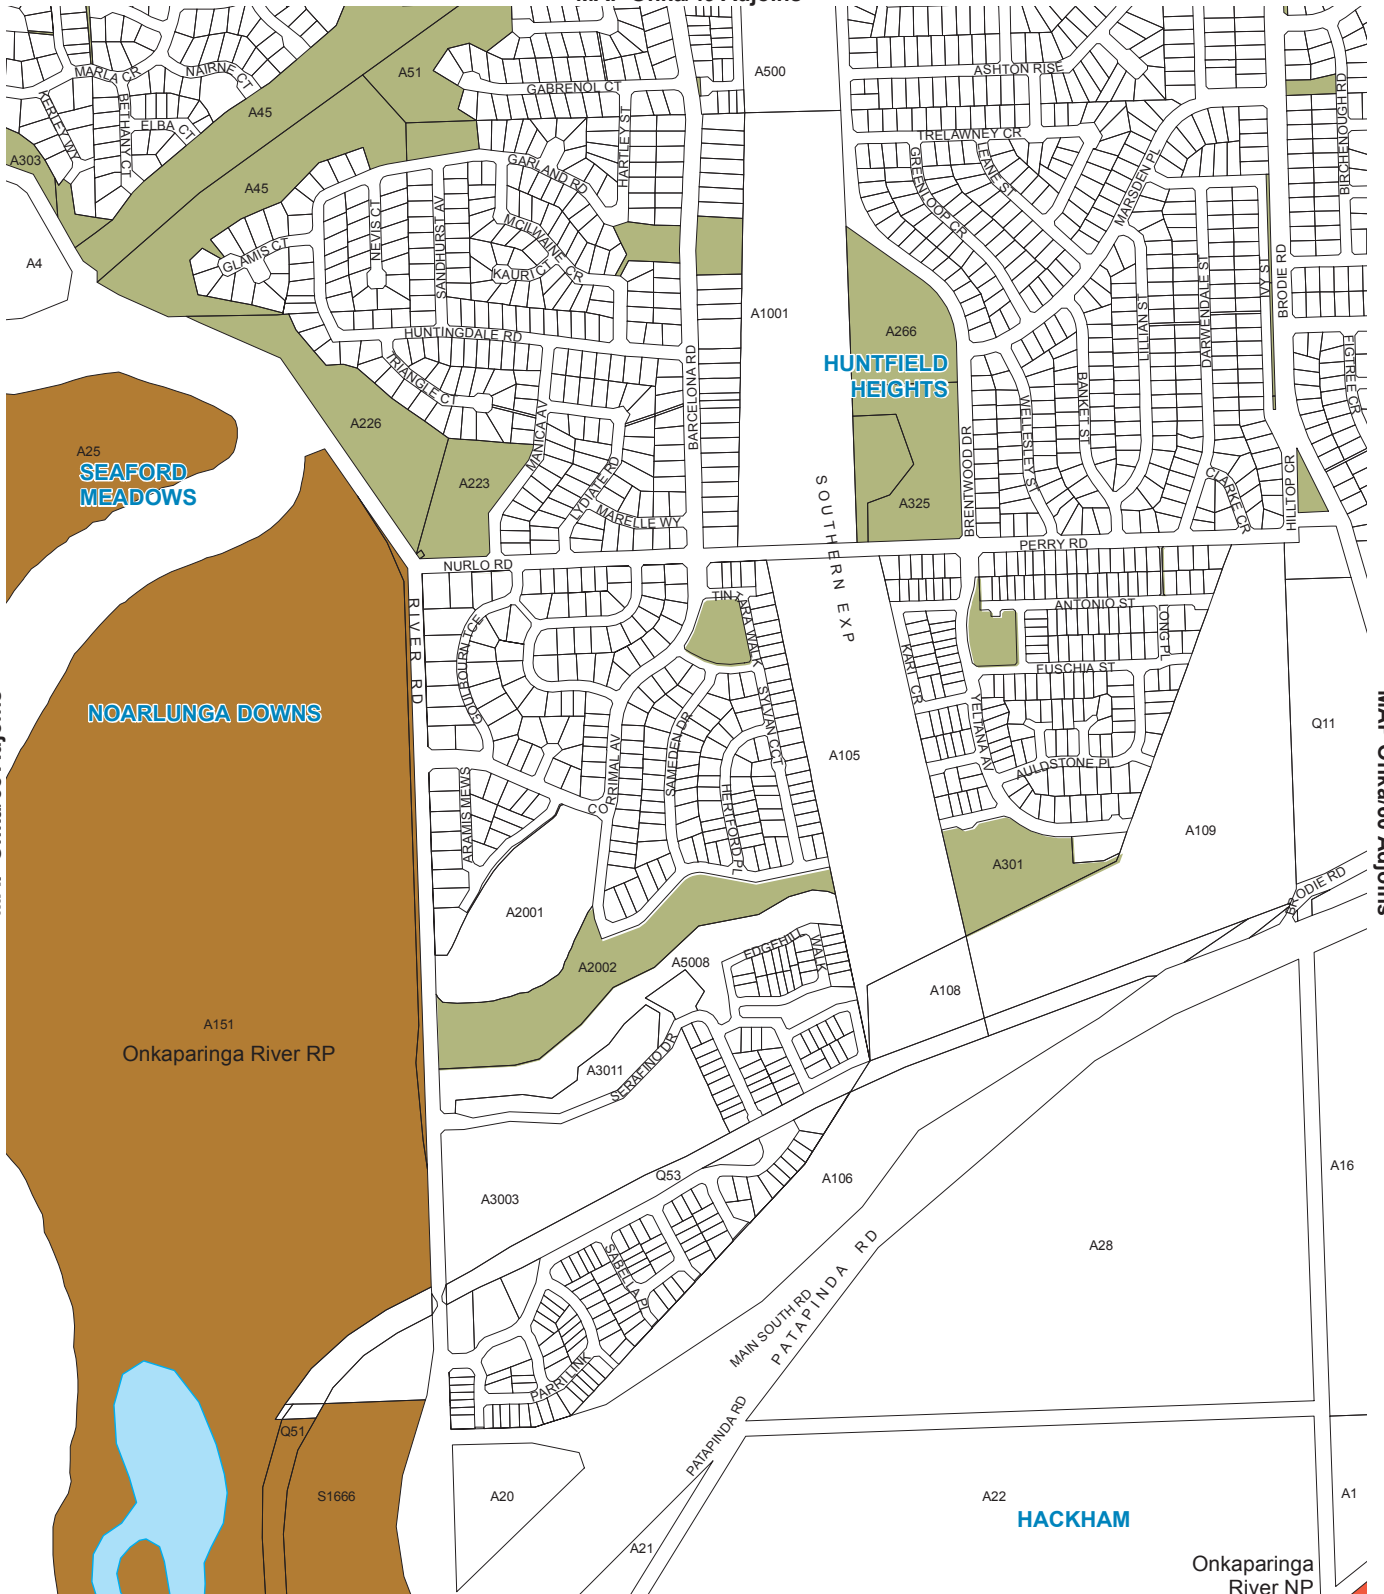 A51
A500
MARLA CR
NAIRNE CT
GABRENOL CT
ASHTON RISE
BIRCHENOUGH RD
KERLEY WY
BETHANY CT
A45
ELBA CT
HARTLEY ST
TRELAWNEY CR
A303
GARLAND RD
LEANE S
MARSDEN PL
A45
GREENLOOP CR
NEVIS CT
SANDHURST AV
MCILWAINE CR
GLAMIS CT
A4
KAURI CT
IVY ST
BRODIE RD
DARWENDALE ST
LILLIAN ST
A1001
A266
HUNTINGDALE RD
HUNTFIELD
HEIGHTS
TRIANGLE CT
BARCELONA RD
BANKET ST
FIGTREE CR
A226
MANICA AV
WELLESLEY S
BRENTWOOD DR
A25
SEAFORD
MEADOWS
A223
LYDIATE RD
CLARKE CR
HILLTOP CR
A325
MARELLE WY
SOUTHERN EXP
PERRY RD
NURLO RD
TINTARA WALK
ANTONIO ST
RIVER RD
GOULBOURN TCE
LONG PL
KARI CR
FUSCHIA ST
NOARLUNGA DOWNS
SAMEDEN DR
SYLVAN CCT
YELTANA AV
Q11
CORRIMAL AV
A105
AULDSTONE PL
ARAMIS MEWS
HERTFORD PL
A109
A301
BRODIE RD
A2001
EDGEHILL
WALK
A2002
A5008
A108
A151
Onkaparinga River RP
A3011
SERAFINO DR
Q53
A106
A16
A3003
A28
SABELLA PL
MAIN SOUTH RD
PATAPINDA RD
PARRI LINK
PATAPINDA RD
Q51
S1666
A20
A22
A1
HACKHAM
A21
Onkaparinga
River NP